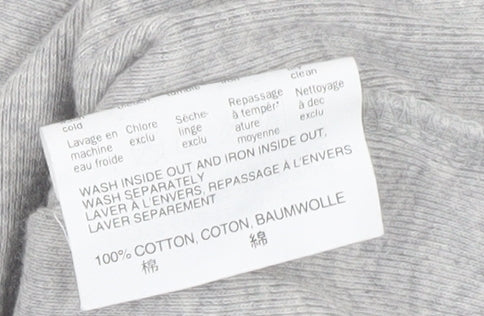 cold
clean
Lavage en machine eau froide
Chlore exclu
Sèche-linge exclu
Repassage à tempér' ature moyenne
Nettoyage à dec exclu
WASH INSIDE OUT AND IRON INSIDE OUT,
WASH SEPARATELY
LAVER À L'ENVERS, REPASSAGE À L'ENVERS
LAVER SEPAREMENT
100% COTTON, COTON, BAUMWOLLE
棉 綿